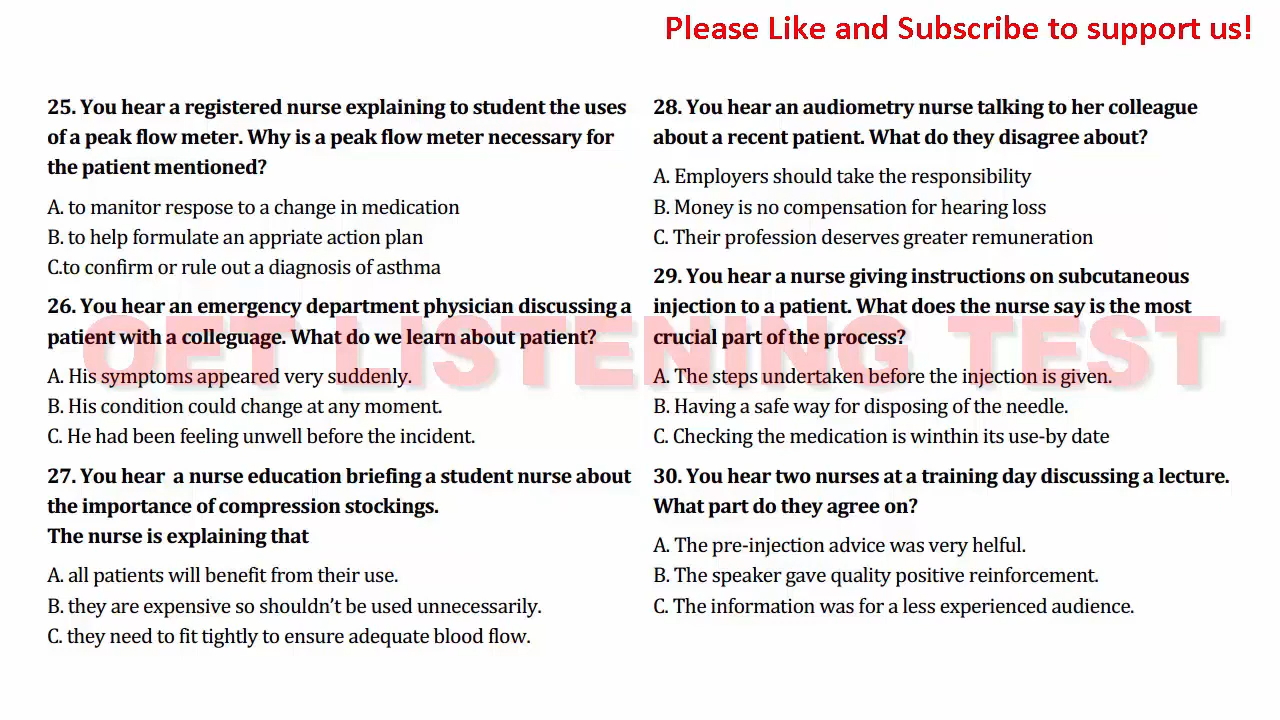 Please Like and Subscribe to support us!
25. You hear a registered nurse explaining to student the uses
of a peak flow meter. Why is a peak flow meter necessary for
the patient mentioned?
A. to manitor respose to a change in medication
B. to help formulate an appriate action plan
C.to confirm or rule out a diagnosis of asthma
26. You hear an emergency department physician discussing a
patient with a colleguage. What do we learn about patient?
A. His symptoms appeared very suddenly.
B. His condition could change at any moment.
C. He had been feeling unwell before the incident.
27. You hear a nurse education briefing a student nurse about
the importance of compression stockings.
The nurse is explaining that
A. all patients will benefit from their use.
B. they are expensive so shouldn't be used unnecessarily.
C. they need to fit tightly to ensure adequate blood flow.
28. You hear an audiometry nurse talking to her colleague
about a recent patient. What do they disagree about?
A. Employers should take the responsibility
B. Money is no compensation for hearing loss
C. Their profession deserves greater remuneration
29. You hear a nurse giving instructions on subcutaneous
injection to a patient. What does the nurse say is the most
crucial part of the process?
A. The steps undertaken before the injection is given.
B. Having a safe way for disposing of the needle.
C. Checking the medication is winthin its use-by date
30. You hear two nurses at a training day discussing a lecture.
What part do they agree on?
A. The pre-injection advice was very helful.
B. The speaker gave quality positive reinforcement.
C. The information was for a less experienced audience.
OET LISTENING TEST